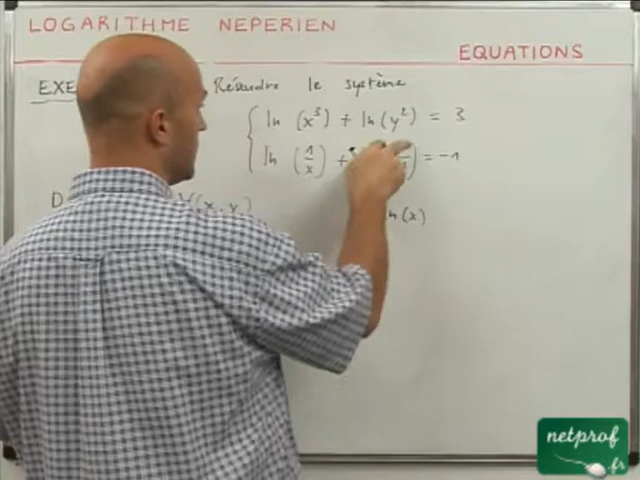 LOGARITHME NEPERIEN
EQUATIONS
EXE Résoudre le système
ln (x³) + ln(y²) = 3
ln (1/x) + ) = -1
D ∀(x, y)
ln(x)
netprof
.fr